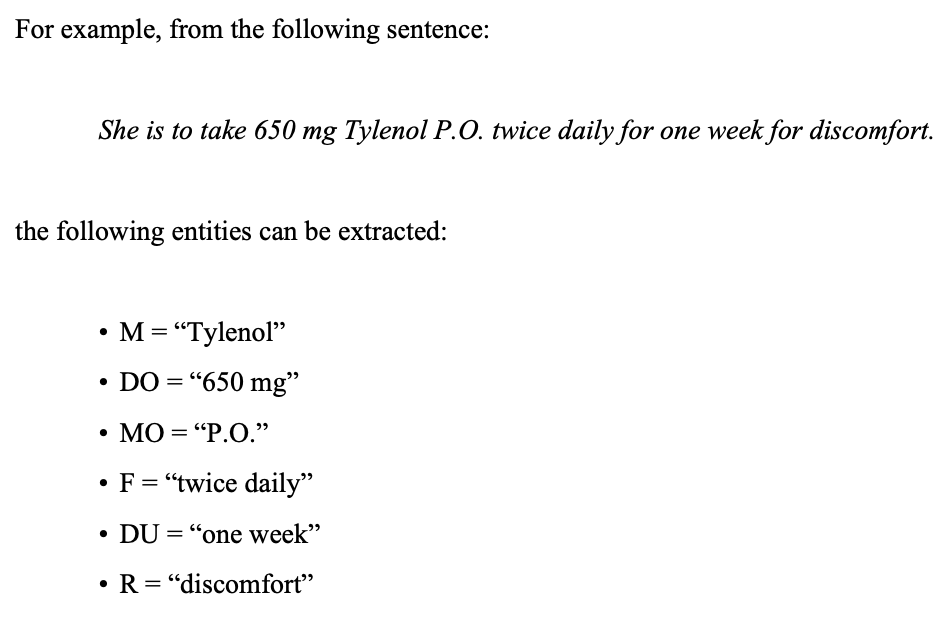 For example, from the following sentence:
She is to take 650 mg Tylenol P.O. twice daily for one week for discomfort.
the following entities can be extracted:
• M = “Tylenol”
• DO = “650 mg”
• MO = “P.O.”
• F = “twice daily”
• DU = “one week”
• R = “discomfort”